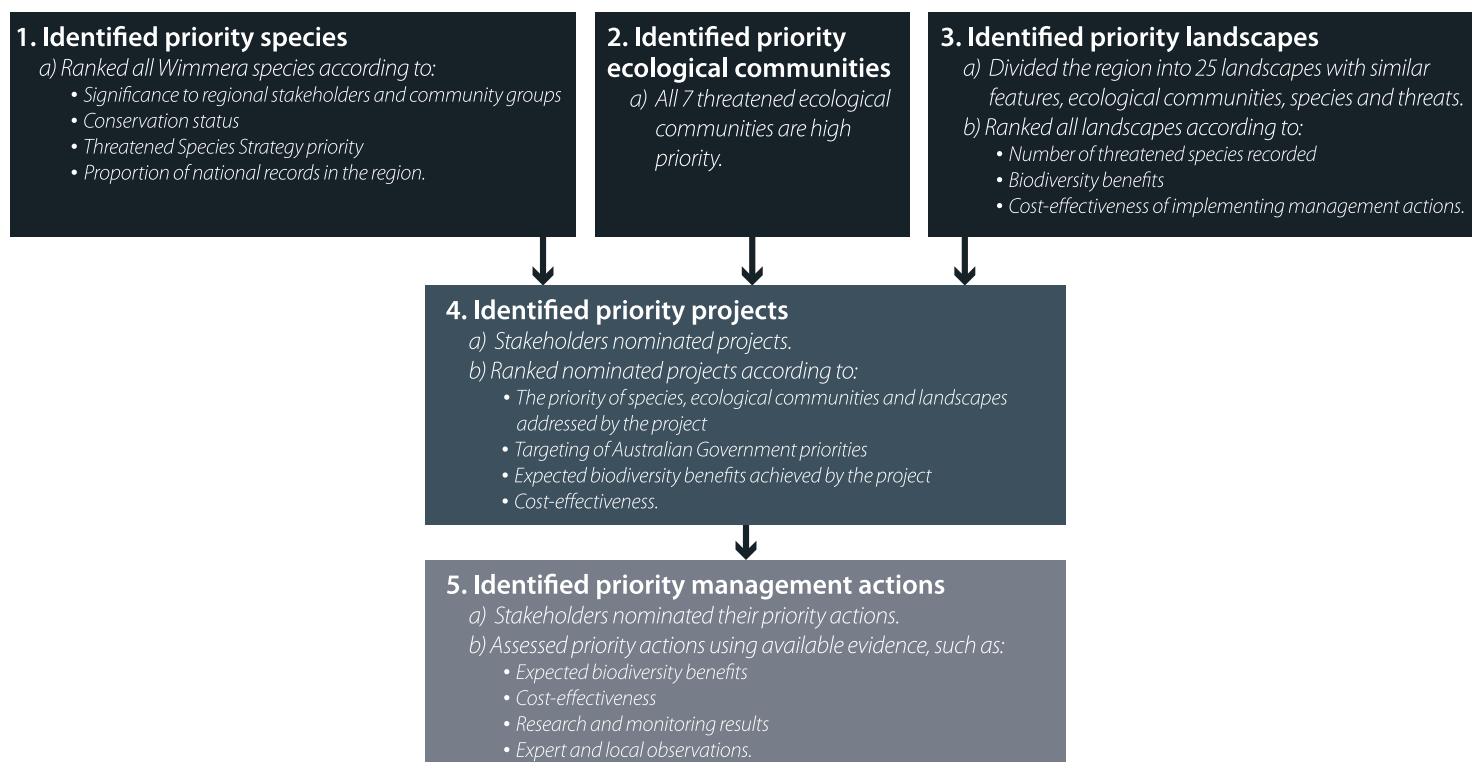 1. Identified priority species
a) Ranked all Wimmera species according to:
• Significance to regional stakeholders and community groups
• Conservation status
• Threatened Species Strategy priority
• Proportion of national records in the region.
2. Identified priority
ecological communities
a) All 7 threatened ecological
communities are high
priority.
3. Identified priority landscapes
a) Divided the region into 25 landscapes with similar
features, ecological communities, species and threats.
b) Ranked all landscapes according to:
• Number of threatened species recorded
• Biodiversity benefits
• Cost-effectiveness of implementing management actions.
4. Identified priority projects
a) Stakeholders nominated projects.
b) Ranked nominated projects according to:
• The priority of species, ecological communities and landscapes
addressed by the project
• Targeting of Australian Government priorities
• Expected biodiversity benefits achieved by the project
• Cost-effectiveness.
5. Identified priority management actions
a) Stakeholders nominated their priority actions.
b) Assessed priority actions using available evidence, such as:
• Expected biodiversity benefits
• Cost-effectiveness
• Research and monitoring results
• Expert and local observations.